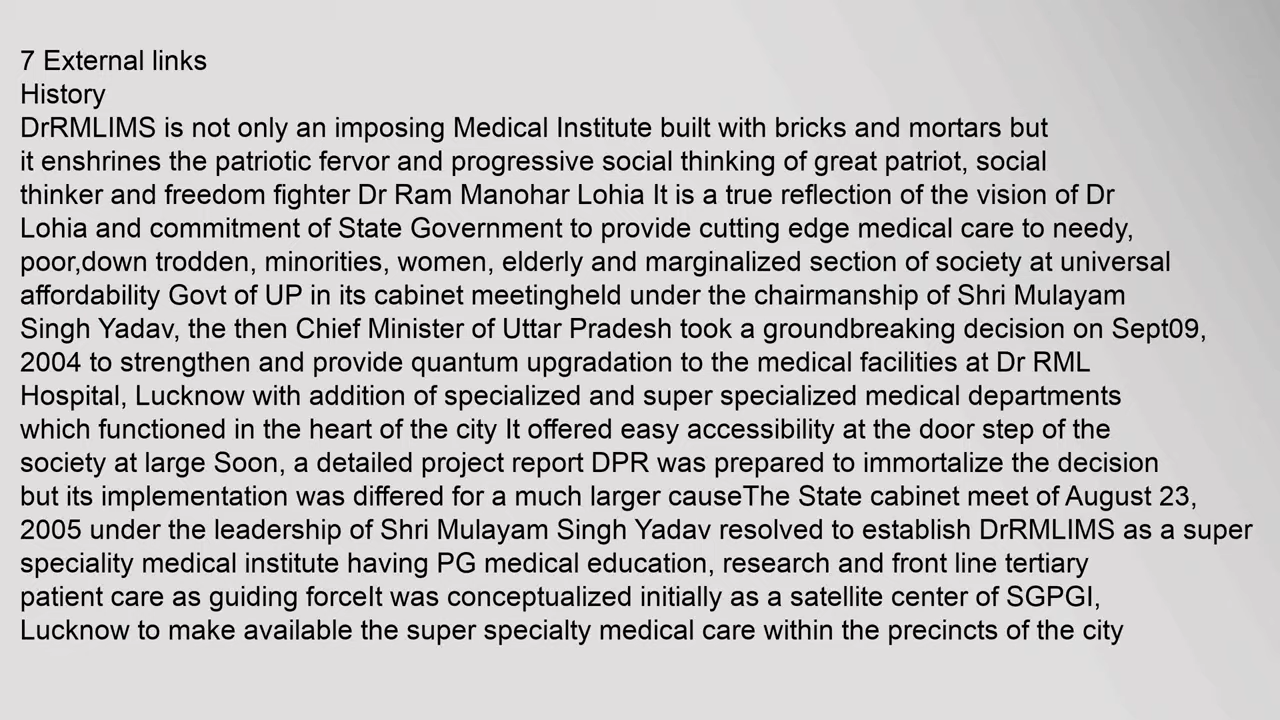 7 External links
History
DrRMLIMS is not only an imposing Medical Institute built with bricks and mortars but
it enshrines the patriotic fervor and progressive social thinking of great patriot, social
thinker and freedom fighter Dr Ram Manohar Lohia It is a true reflection of the vision of Dr
Lohia and commitment of State Government to provide cutting edge medical care to needy,
poor,down trodden, minorities, women, elderly and marginalized section of society at universal
affordability Govt of UP in its cabinet meetingheld under the chairmanship of Shri Mulayam
Singh Yadav, the then Chief Minister of Uttar Pradesh took a groundbreaking decision on Sept09,
2004 to strengthen and provide quantum upgradation to the medical facilities at Dr RML
Hospital, Lucknow with addition of specialized and super specialized medical departments
which functioned in the heart of the city It offered easy accessibility at the door step of the
society at large Soon, a detailed project report DPR was prepared to immortalize the decision
but its implementation was differed for a much larger causeThe State cabinet meet of August 23,
2005 under the leadership of Shri Mulayam Singh Yadav resolved to establish DrRMLIMS as a super
speciality medical institute having PG medical education, research and front line tertiary
patient care as guiding forceIt was conceptualized initially as a satellite center of SGPGI,
Lucknow to make available the super specialty medical care within the precincts of the city